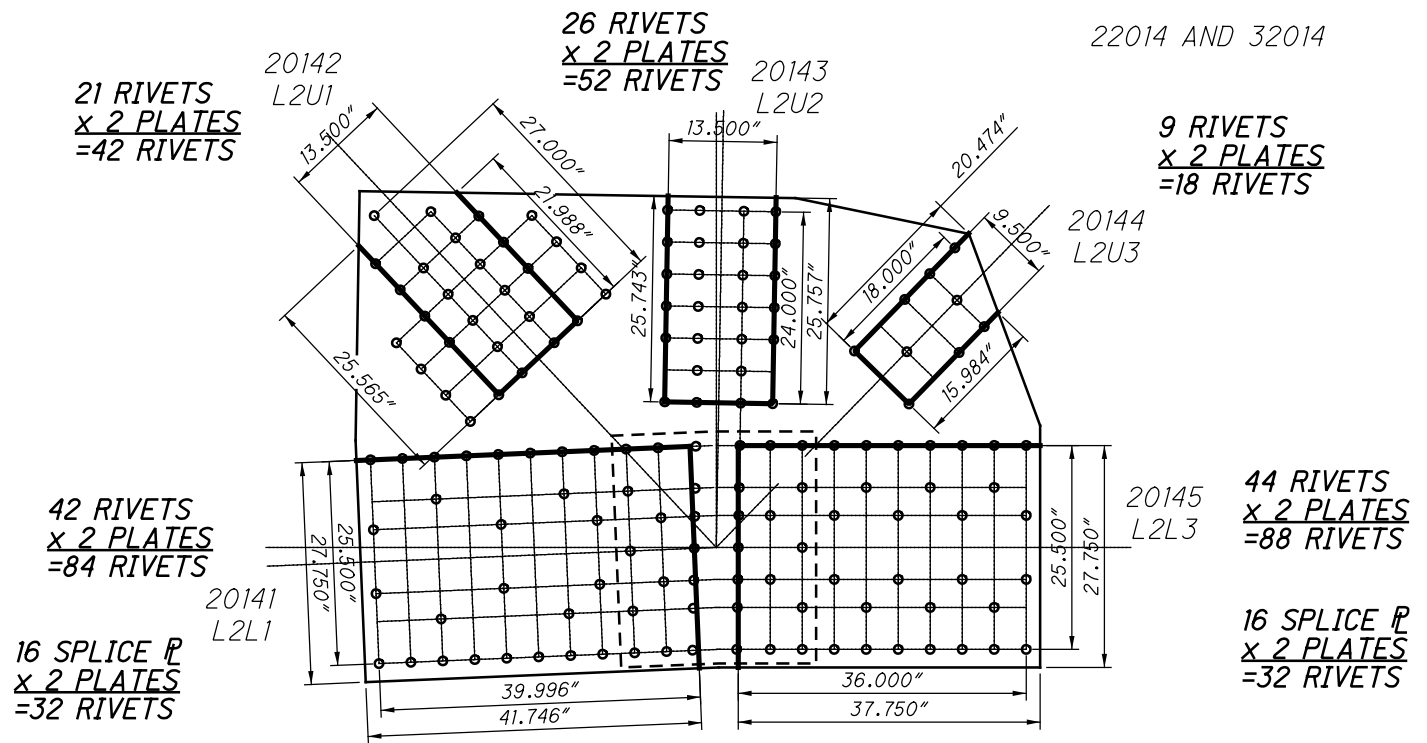 26 RIVETS
x 2 PLATES
=52 RIVETS
22014 AND 32014
20142
L2U1
20143
L2U2
21 RIVETS
x 2 PLATES
=42 RIVETS
9 RIVETS
x 2 PLATES
=18 RIVETS
13.500"
27.000"
21.988"
25.565"
13.500"
25.743"
24.000"
25.757"
20.474"
18.000"
9.500"
15.984"
20144
L2U3
42 RIVETS
x 2 PLATES
=84 RIVETS
27.750"
25.500"
20141
L2L1
16 SPLICE ⅊
x 2 PLATES
=32 RIVETS
39.996"
41.746"
36.000"
37.750"
25.500"
27.750"
20145
L2L3
44 RIVETS
x 2 PLATES
=88 RIVETS
16 SPLICE ⅊
x 2 PLATES
=32 RIVETS